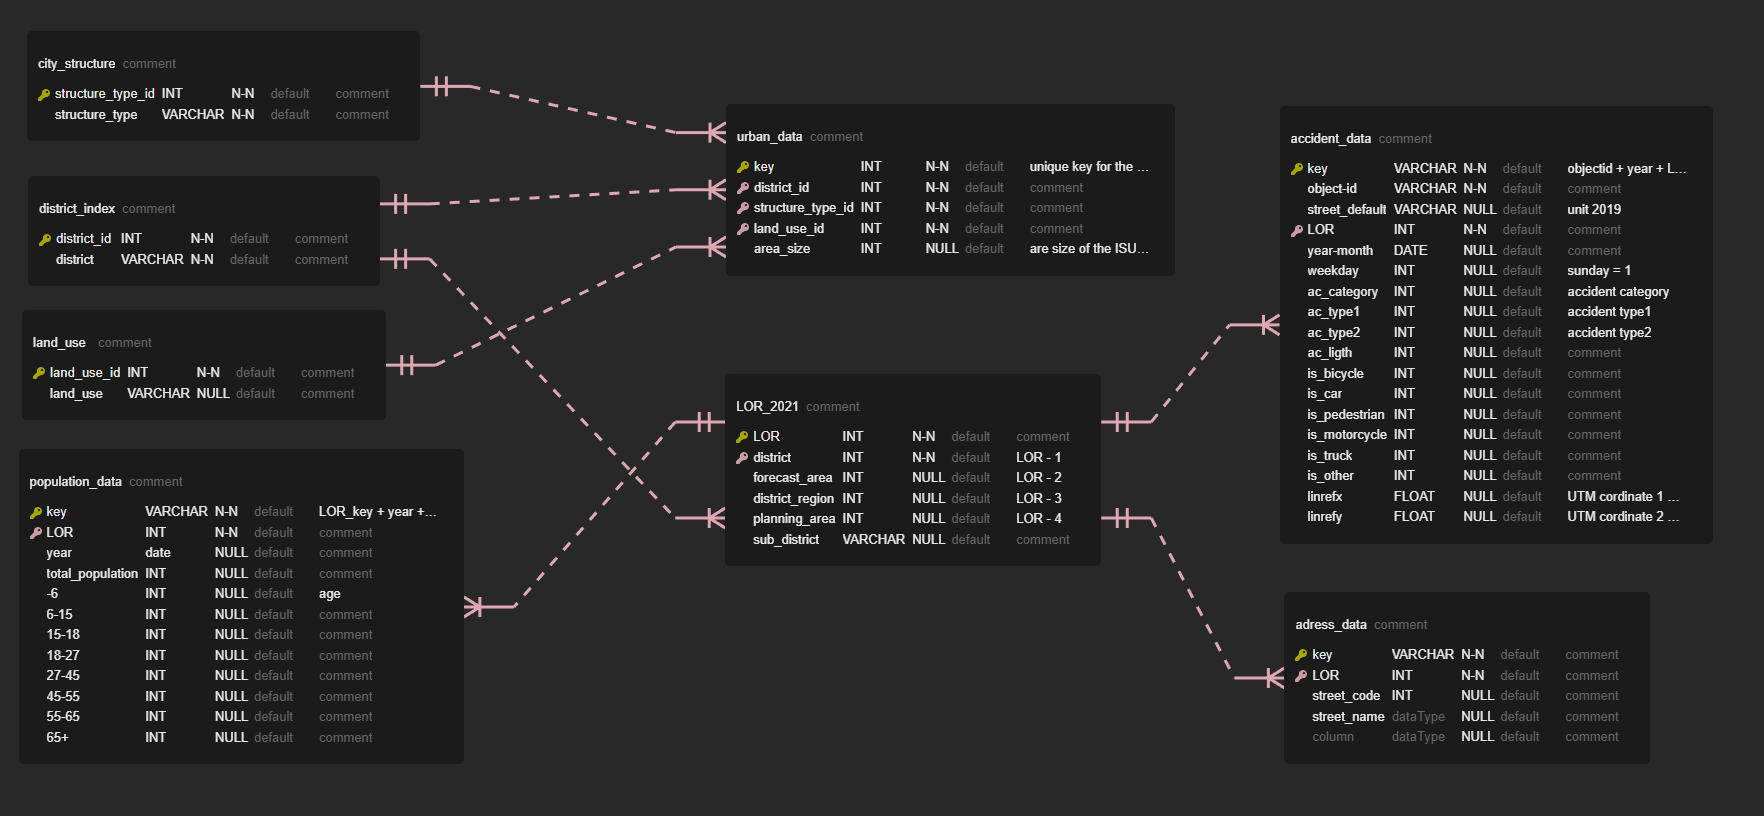 city_structure comment
structure_type_id INT N-N default comment
structure_type VARCHAR N-N default comment
district_index comment
district_id INT N-N default comment
district VARCHAR N-N default comment
land_use comment
land_use_id INT N-N default comment
land_use VARCHAR NULL default comment
population_data comment
key VARCHAR N-N default LOR_key + year +...
LOR INT N-N default comment
year date NULL default comment
total_population INT NULL default comment
-6 INT NULL default age
6-15 INT NULL default comment
15-18 INT NULL default comment
18-27 INT NULL default comment
27-45 INT NULL default comment
45-55 INT NULL default comment
55-65 INT NULL default comment
65+ INT NULL default comment
urban_data comment
key INT N-N default unique key for the ...
district_id INT N-N default comment
structure_type_id INT N-N default comment
land_use_id INT N-N default comment
area_size INT NULL default are size of the ISU...
LOR_2021 comment
LOR INT N-N default comment
district INT N-N default LOR - 1
forecast_area INT NULL default LOR - 2
district_region INT NULL default LOR - 3
planning_area INT NULL default LOR - 4
sub_district VARCHAR NULL default comment
accident_data comment
key VARCHAR N-N default objectid + year + L...
object-id VARCHAR N-N default comment
street_default VARCHAR NULL default unit 2019
LOR INT N-N default comment
year-month DATE NULL default comment
weekday INT NULL default sunday = 1
ac_category INT NULL default accident category
ac_type1 INT NULL default accident type1
ac_type2 INT NULL default accident type2
ac_ligth INT NULL default comment
is_bicycle INT NULL default comment
is_car INT NULL default comment
is_pedestrian INT NULL default comment
is_motorcycle INT NULL default comment
is_truck INT NULL default comment
is_other INT NULL default comment
linrefx FLOAT NULL default UTM cordinate 1 ...
linrefy FLOAT NULL default UTM cordinate 2 ...
adress_data comment
key VARCHAR N-N default comment
LOR INT N-N default comment
street_code INT NULL default comment
street_name dataType NULL default comment
column dataType NULL default comment